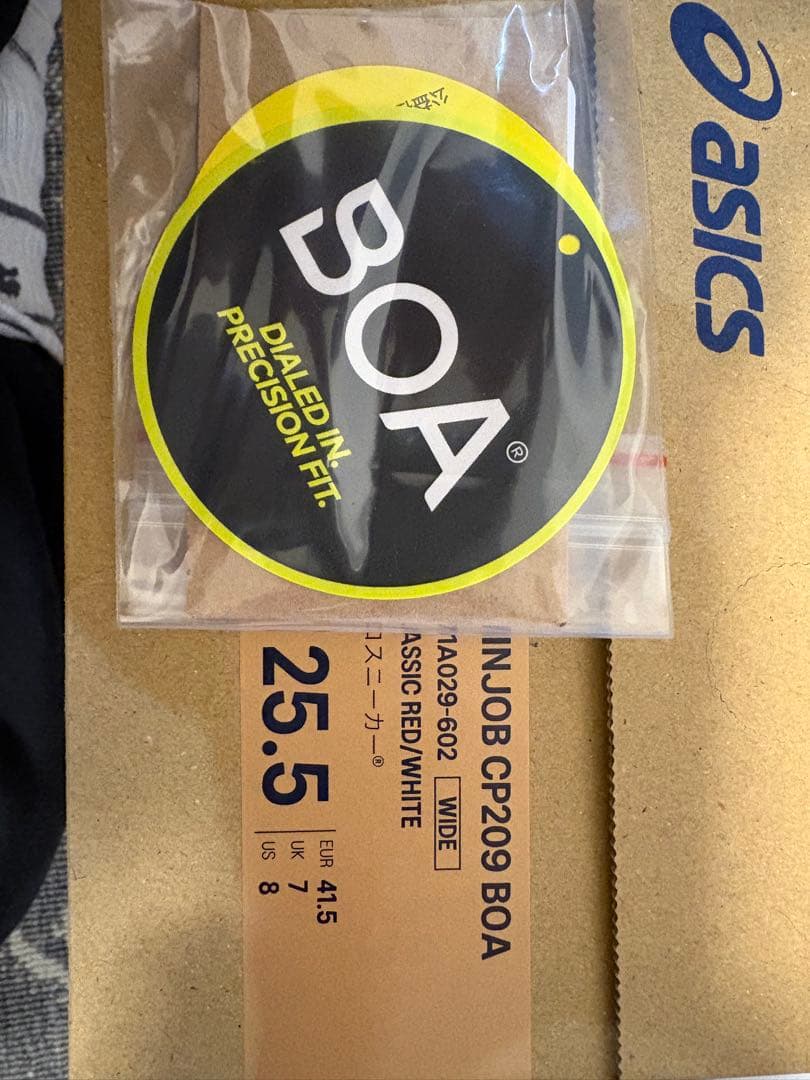 asics
BOA®
DIALED IN.
PRECISION FIT.
INJOB CP209 BOA
1A029-602 WIDE
ASSIC RED/WHITE
スニーカー®
25.5
EUR 41.5
UK 7
US 8